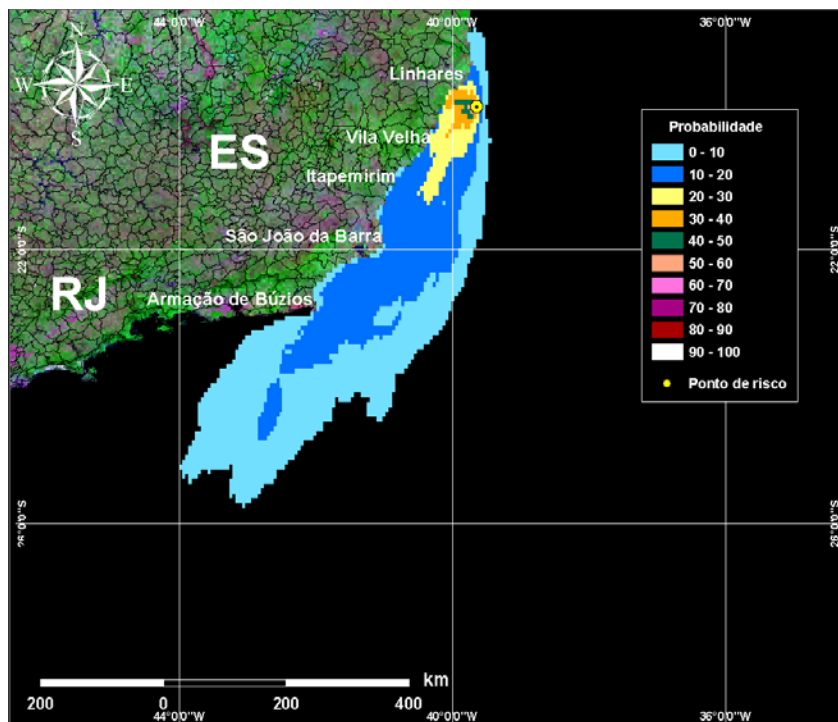 44°0'0"W 40°0'0"W 36°0'0"W
N
W E
S
Linhares
Vila Velha
ES
Itapemirim
São João da Barra
22°0'0"S 22°0'0"S
RJ
Armação de Búzios
Probabilidade
0 - 10
10 - 20
20 - 30
30 - 40
40 - 50
50 - 60
60 - 70
70 - 80
80 - 90
90 - 100
Ponto de risco
26°0'0"S 26°0'0"S
km
200 0 200 400
44°0'0"W 40°0'0"W 36°0'0"W